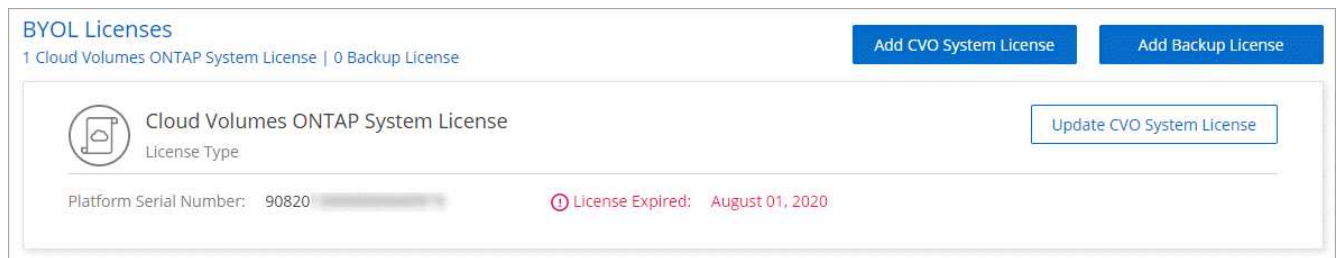 BYOL Licenses
1 Cloud Volumes ONTAP System License | 0 Backup License
Add CVO System License
Add Backup License
Cloud Volumes ONTAP System License
License Type
Update CVO System License
Platform Serial Number: 90820
License Expired: August 01, 2020